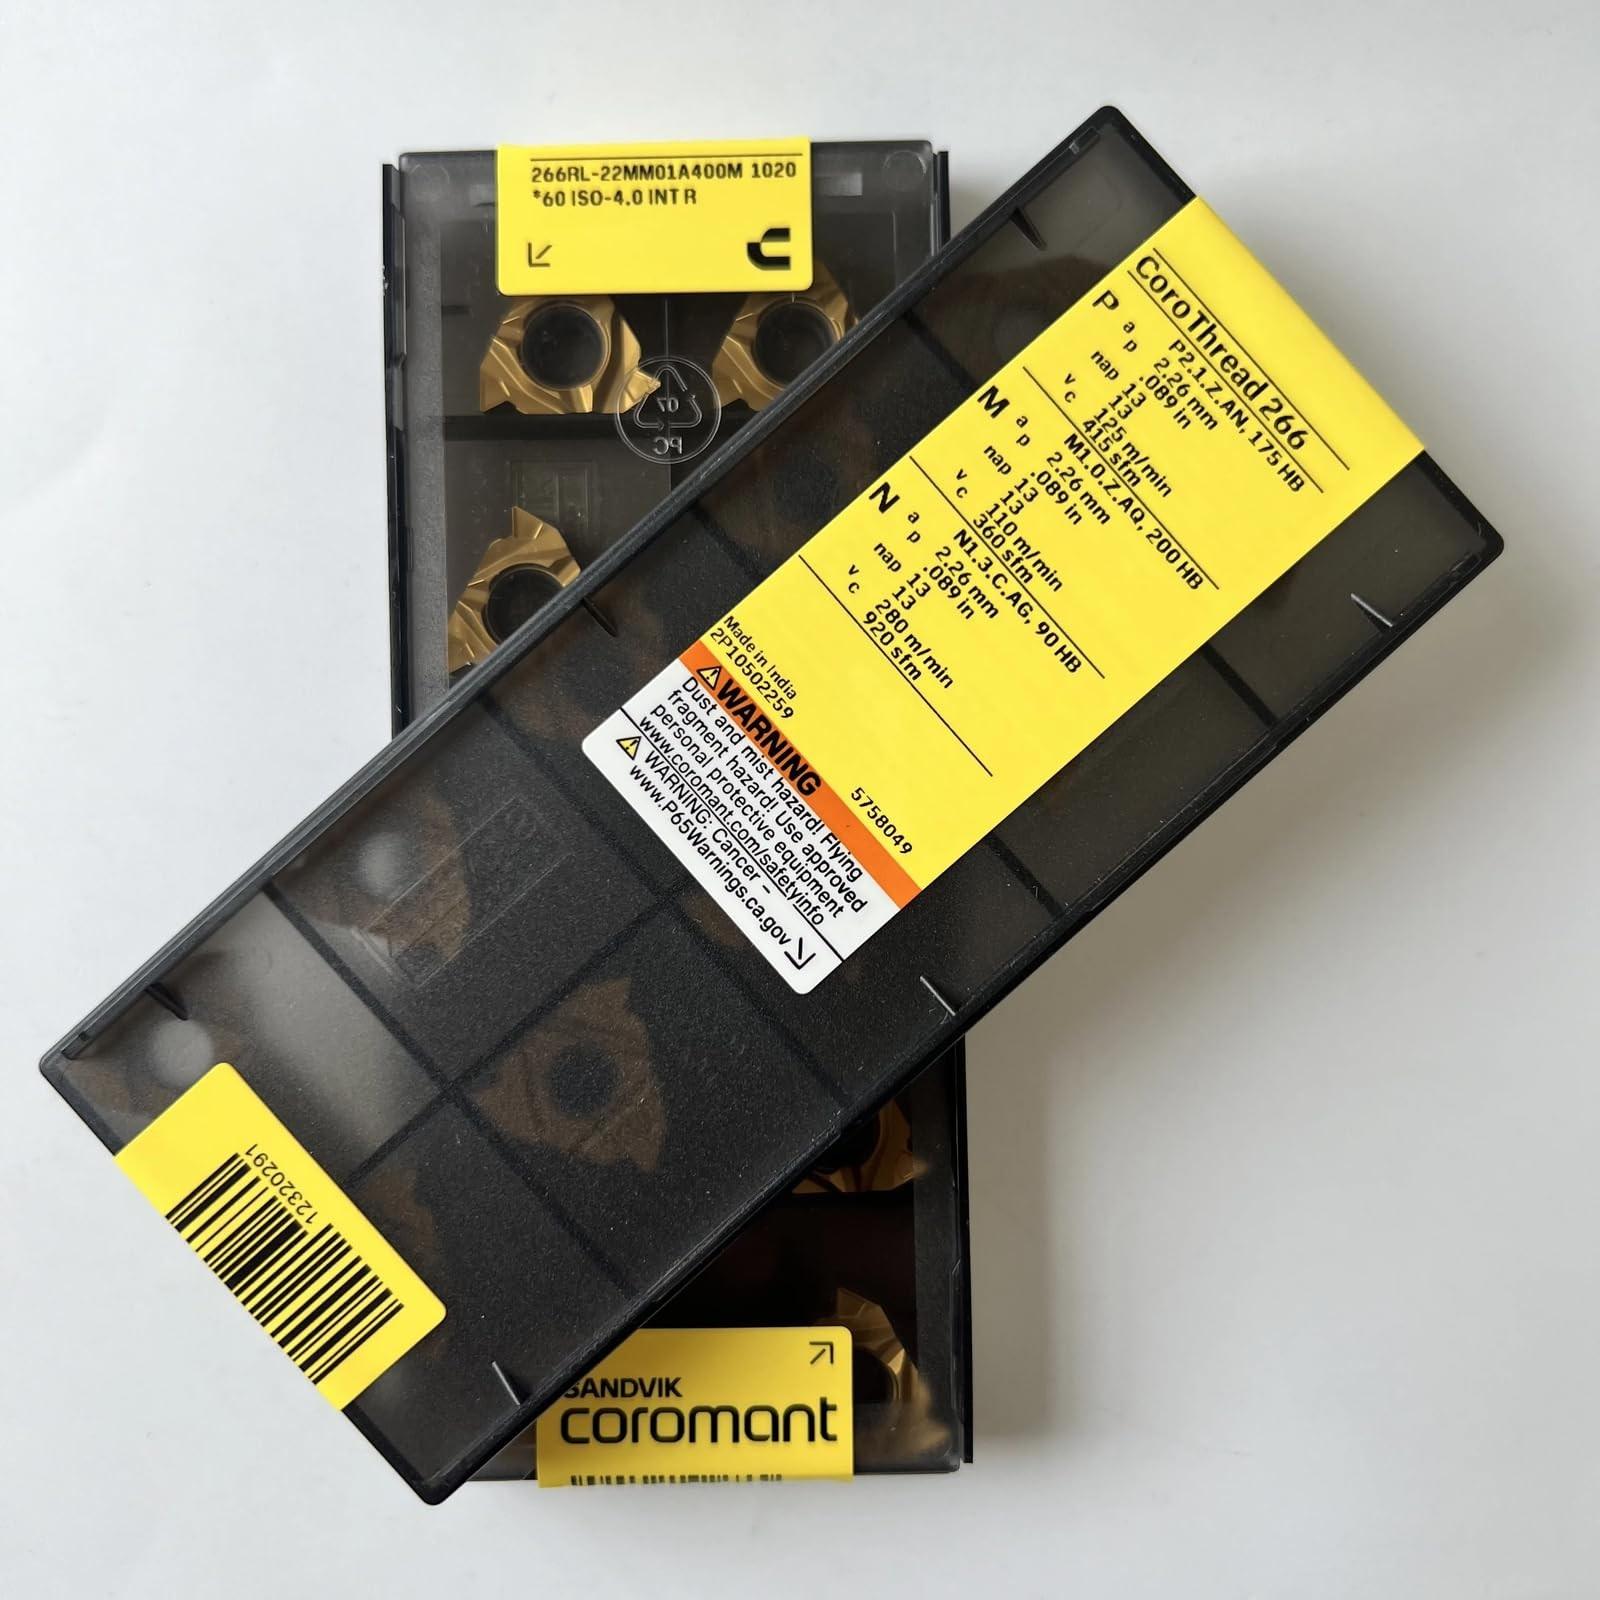 266RL-22MM01A400M 1020
*60 ISO-4.0 INT R
07
PC
CoroThread 266
P P2.1.Z.AN, 175 HB
ap 2.26 mm
.089 in
nap 13
13
vc 125 m/min
415 sfm
M M1.0.Z.AQ, 200 HB
ap 2.26 mm
.089 in
nap 13
13
vc 110 m/min
360 sfm
N N1.3.C.AG, 90 HB
ap 2.26 mm
.089 in
nap 13
13
vc 280 m/min
920 sfm
Made in India
2P10502259
5758049
WARNING
Dust and mist hazard! Flying
fragment hazard! Use approved
personal protective equipment
www.coromant.com/safetyinfo
WARNING: Cancer –
www.P65Warnings.ca.gov
12320291
SANDVIK
coromant